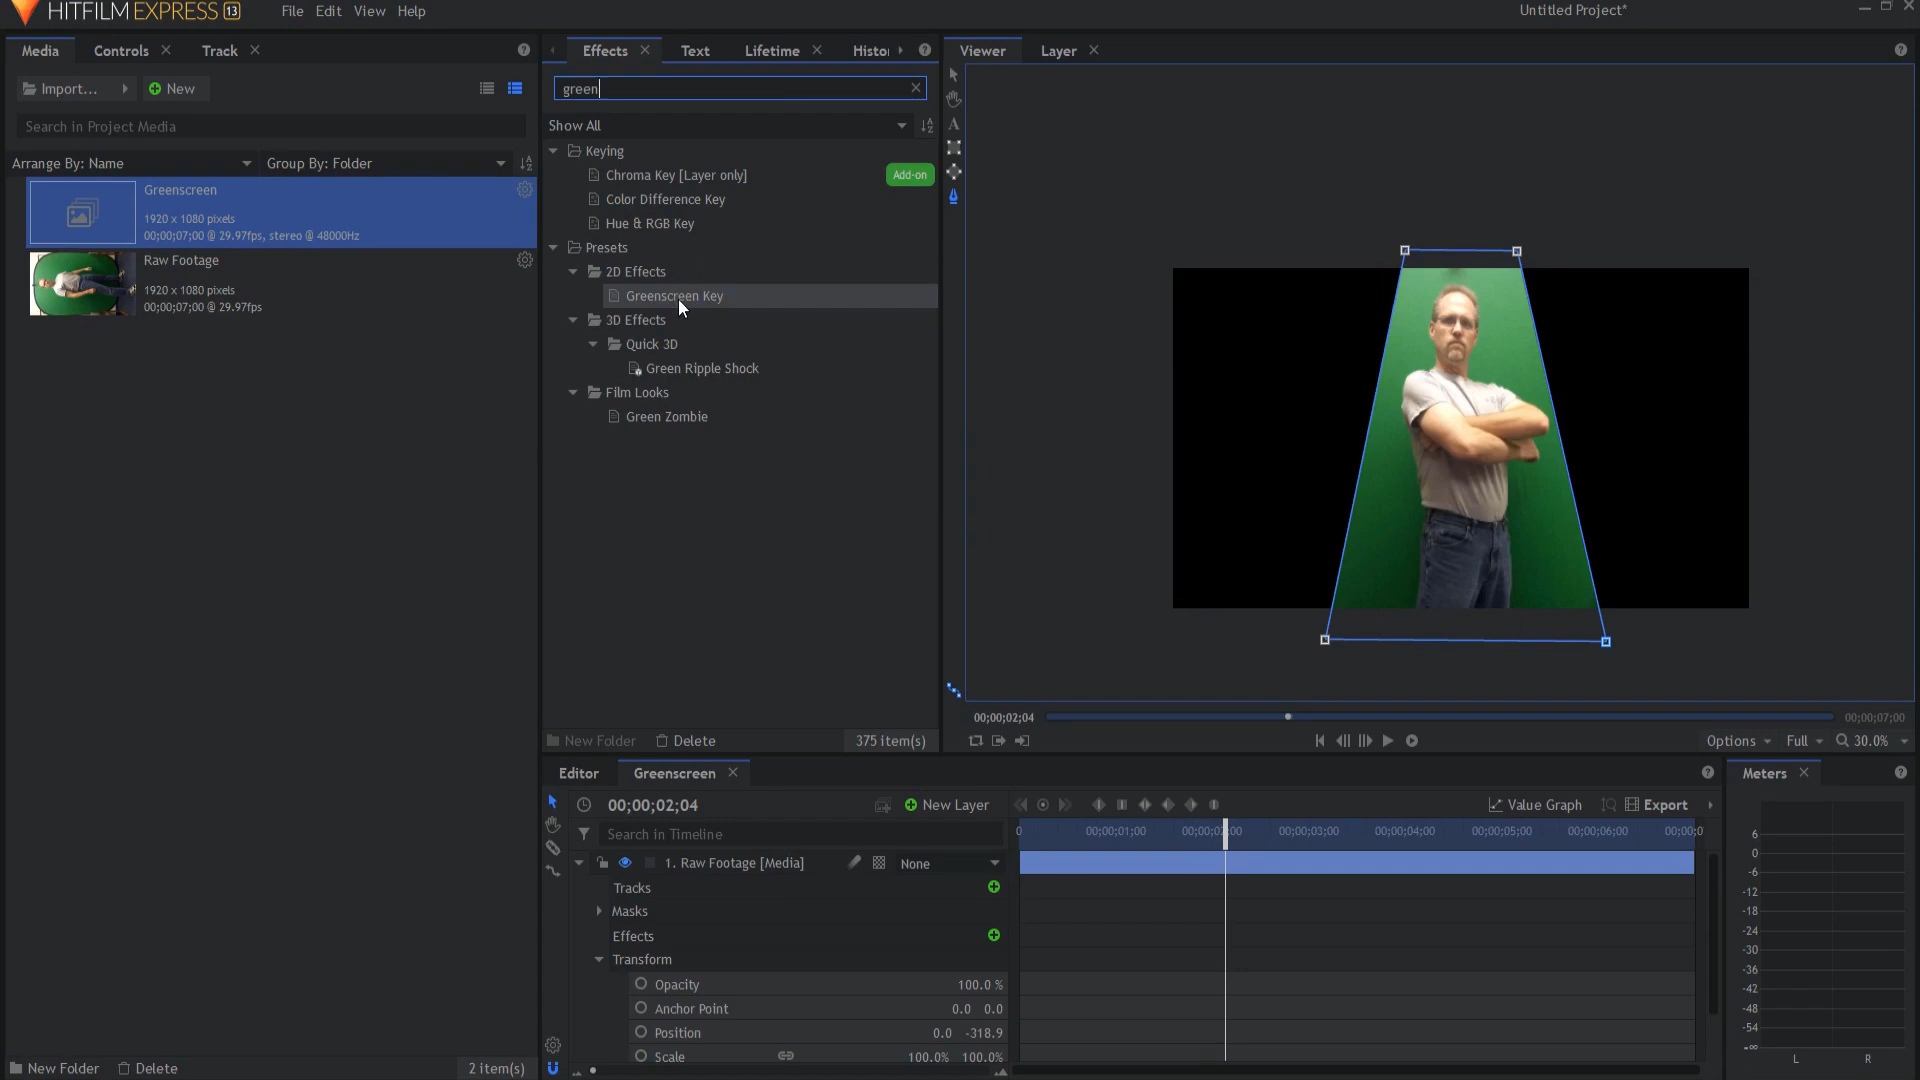 HITFILM EXPRESS 13
File Edit View Help
Untitled Project*
Media Controls Track
Effects Text Lifetime Histo
Viewer Layer
Import... New
green
Search in Project Media
Show All
Arrange By: Name Group By: Folder
Keying
Chroma Key [Layer only] Add-on
Color Difference Key
Hue & RGB Key
Presets
2D Effects
Greenscreen Key
3D Effects
Quick 3D
Green Ripple Shock
Film Looks
Green Zombie
Greenscreen
1920 x 1080 pixels
00;00;07;00 @ 29.97fps, stereo @ 48000Hz
Raw Footage
1920 x 1080 pixels
00;00;07;00 @ 29.97fps
00;00;02;04 00;00;07;00
New Folder Delete 375 item(s)
Options Full 30.0%
Editor Greenscreen
Meters
00;00;02;04 New Layer Value Graph Export
Search in Timeline
0 00;00;01;00 00;00;02;00 00;00;03;00 00;00;04;00 00;00;05;00 00;00;06;00 00;00;0
1. Raw Footage [Media] None
Tracks
Masks
Effects
Transform
Opacity 100.0 %
Anchor Point 0.0 0.0
Position 0.0 -318.9
Scale 100.0% 100.0%
6
0
-6
-12
-18
-24
-30
-36
-42
-48
-54
-∞
L R
New Folder Delete 2 item(s)